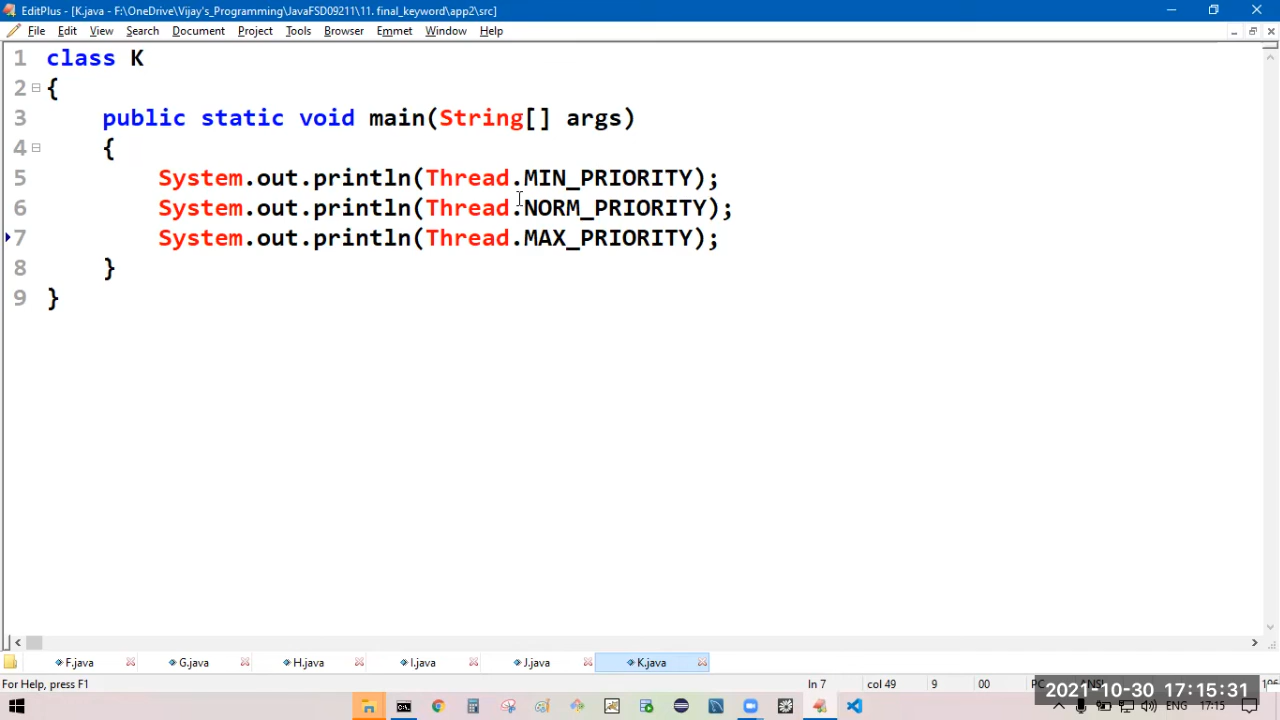 EditPlus - [K.java - F:\OneDrive\Vijay's_Programming\JavaFSD09211\11. final_keyword\app2\src]
File Edit View Search Document Project Tools Browser Emmet Window Help
1 class K
2 {
3 public static void main(String[] args)
4 {
5 System.out.println(Thread.MIN_PRIORITY);
6 System.out.println(Thread.NORM_PRIORITY);
7 System.out.println(Thread.MAX_PRIORITY);
8 }
9 }
F.java G.java H.java I.java J.java K.java
For Help, press F1 ln 7 col 49 9 00 PC
2021-10-30 17:15:31
ENG 17:15